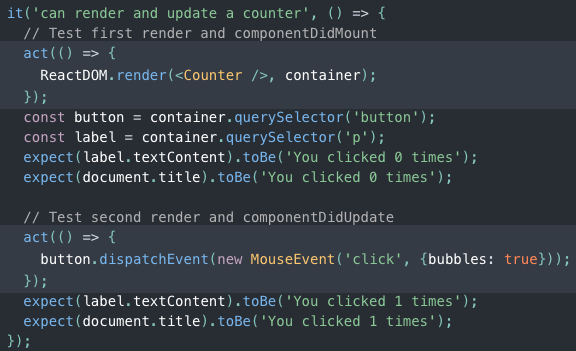 it('can render and update a counter', () => {
  // Test first render and componentDidMount
  act(() => {
    ReactDOM.render(<Counter />, container);
  });
  const button = container.querySelector('button');
  const label = container.querySelector('p');
  expect(label.textContent).toBe('You clicked 0 times');
  expect(document.title).toBe('You clicked 0 times');

  // Test second render and componentDidUpdate
  act(() => {
    button.dispatchEvent(new MouseEvent('click', {bubbles: true}));
  });
  expect(label.textContent).toBe('You clicked 1 times');
  expect(document.title).toBe('You clicked 1 times');
});